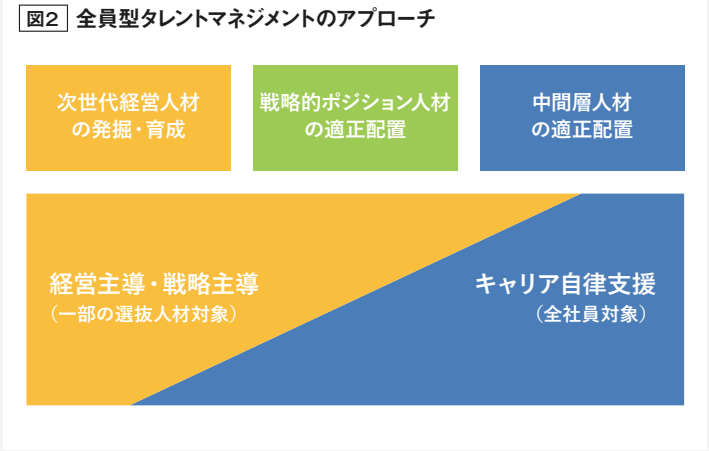 図2 全員型タレントマネジメントのアプローチ
次世代経営人材
の発掘・育成
戦略的ポジション人材
の適正配置
中間層人材
の適正配置
経営主導・戦略主導
（一部の選抜人材対象）
キャリア自律支援
（全社員対象）